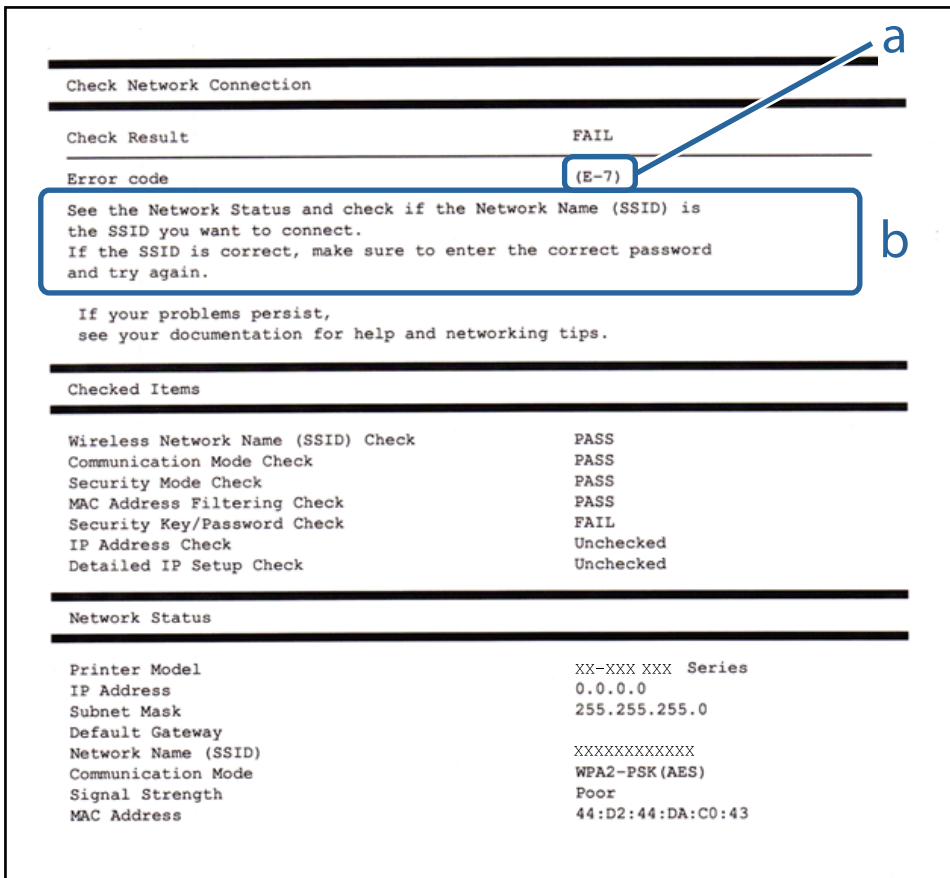 a
Check Network Connection
Check Result FAIL
Error code (E-7)
See the Network Status and check if the Network Name (SSID) is
the SSID you want to connect.
If the SSID is correct, make sure to enter the correct password
and try again.
b
If your problems persist,
see your documentation for help and networking tips.
Checked Items
Wireless Network Name (SSID) Check PASS
Communication Mode Check PASS
Security Mode Check PASS
MAC Address Filtering Check PASS
Security Key/Password Check FAIL
IP Address Check Unchecked
Detailed IP Setup Check Unchecked
Network Status
Printer Model XX-XXX XXX Series
IP Address 0.0.0.0
Subnet Mask 255.255.255.0
Default Gateway
Network Name (SSID) XXXXXXXXXXXX
Communication Mode WPA2-PSK(AES)
Signal Strength Poor
MAC Address 44:D2:44:DA:C0:43